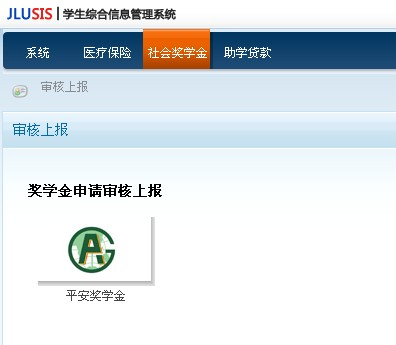 JLUSIS | 学生综合信息管理系统
系统 医疗保险 社会奖学金 助学贷款
审核上报
审核上报
奖学金申请审核上报
AG
平安奖学金